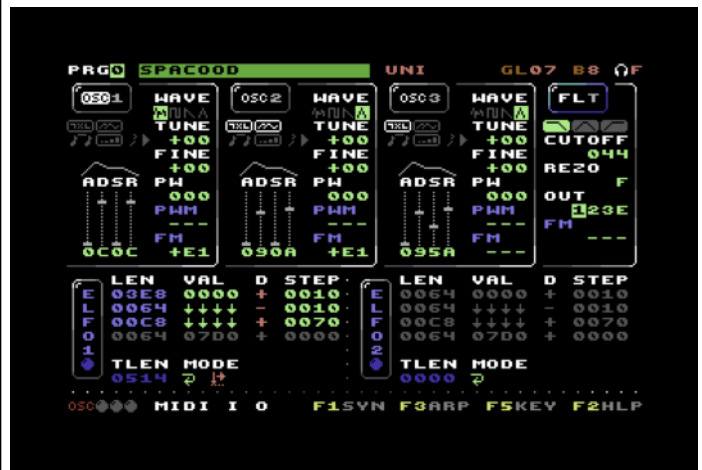 PRG0 SPACOOD UNI GL07 B8 F
OSC1 WAVE OSC2 WAVE OSC3 WAVE FLT
TUNE TUNE TUNE
+00 +00 +00 CUTOFF
FINE FINE FINE 044
+00 +00 +00 REZO
ADSR PW ADSR PW ADSR PW F
000 000 000 OUT
PWM PWM PWM 123E
--- --- --- FM
FM FM FM ---
0C0C +E1 090A +E1 095A ---
LEN VAL D STEP LEN VAL D STEP
ELFO1 03E8 0000 + 0010 ELFO2 0064 0000 + 0010
0064 ↓↓↓↓ - 0010 0064 ↓↓↓↓ - 0010
00C8 ↓↓↓↓ + 0070 00C8 ↓↓↓↓ + 0070
0064 07D0 + 0000 0064 07D0 + 0000
TLEN MODE TLEN MODE
0514 0000
OSC MIDI I O F1SYN F3ARP F5KEY F2HLP